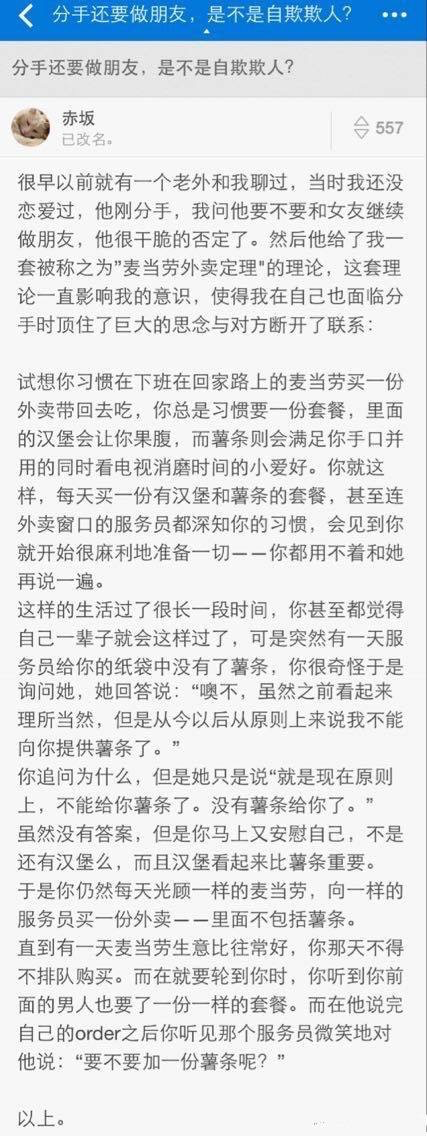 分手还要做朋友，是不是自欺欺人？
分手还要做朋友，是不是自欺欺人？
赤坂
557
已改名。
很早以前就有一个老外和我聊过，当时我还没
恋爱过，他刚分手，我问他要不要和女友继续
做朋友，他很干脆的否定了。然后他给了我一
套被称之为”麦当劳外卖定理"的理论，这套理
论一直影响我的意识，使得我在自己也面临分
手时顶住了巨大的思念与对方断开了联系：
试想你习惯在下班在回家路上的麦当劳买一份
外卖带回去吃，你总是习惯要一份套餐，里面
的汉堡会让你果腹，而薯条则会满足你手口并
用的同时看电视消磨时间的小爱好。你就这
样，每天买一份有汉堡和薯条的套餐，甚至连
外卖窗口的服务员都深知你的习惯，会见到你
就开始很麻利地准备一切——你都用不着和她
再说一遍。
这样的生活过了很长一段时间，你甚至都觉得
自己一辈子就会这样过了，可是突然有一天服
务员给你的纸袋中没有了薯条，你很奇怪于是
询问她，她回答说：“噢不，虽然之前看起来
理所当然，但是从今以后从原则上来说我不能
向你提供薯条了。”
你追问为什么，但是她只是说“就是现在原则
上，不能给你薯条了。没有薯条给你了。”
虽然没有答案，但是你马上又安慰自己，不是
还有汉堡么，而且汉堡看起来比薯条重要。
于是你仍然每天光顾一样的麦当劳，向一样的
服务员买一份外卖——里面不包括薯条。
直到有一天麦当劳生意比往常好，你那天不得
不排队购买。而在就要轮到你时，你听到你前
面的男人也要了一份一样的套餐。而在他说完
自己的order之后你听见那个服务员微笑地对
他说：“要不要加一份薯条呢？”
以上。